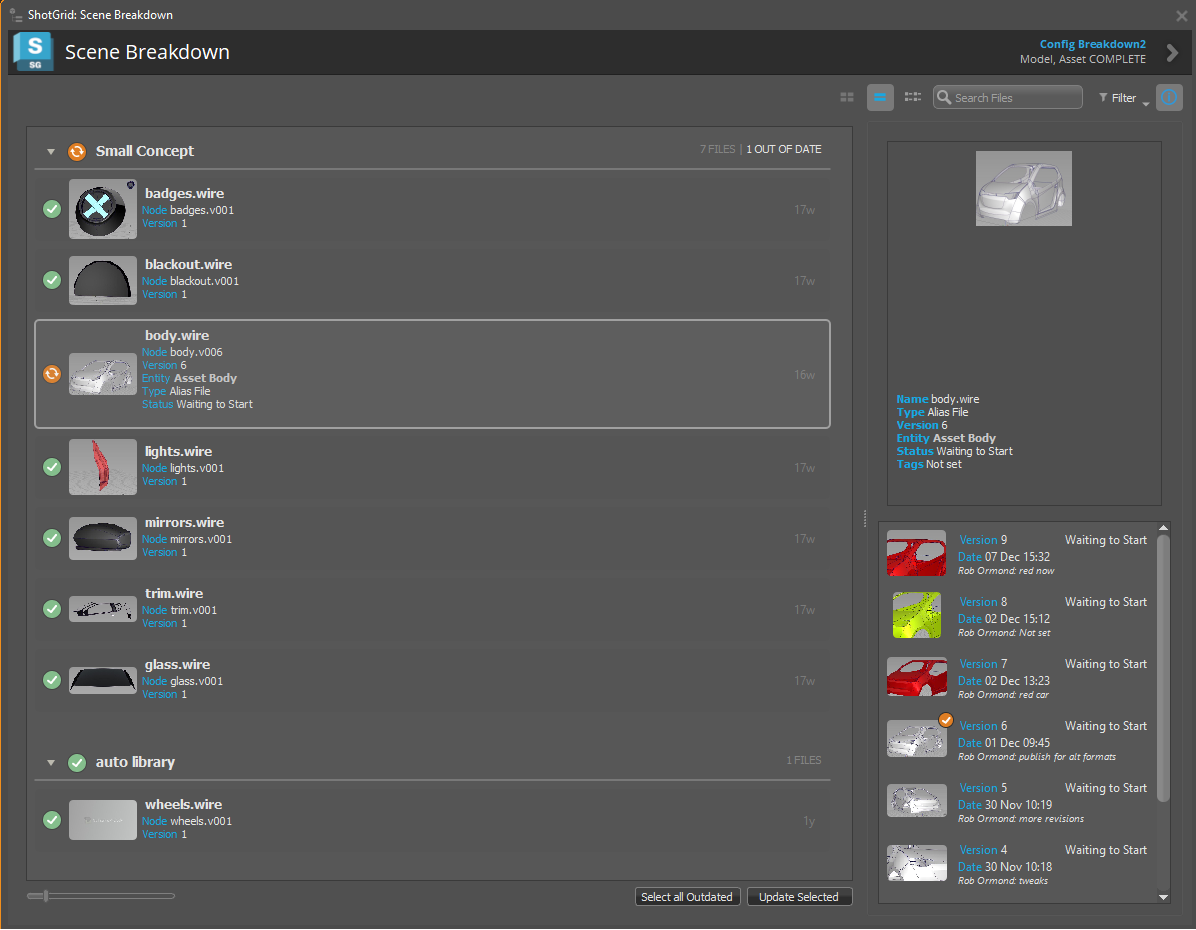 ShotGrid: Scene Breakdown
S
SG
Scene Breakdown
Config Breakdown2
Model, Asset COMPLETE
Search Files
Filter
Small Concept
7 FILES | 1 OUT OF DATE
badges.wire
Node badges.v001
Version 1
17w
blackout.wire
Node blackout.v001
Version 1
17w
body.wire
Node body.v006
Version 6
Entity Asset Body
Type Alias File
Status Waiting to Start
16w
lights.wire
Node lights.v001
Version 1
17w
mirrors.wire
Node mirrors.v001
Version 1
17w
trim.wire
Node trim.v001
Version 1
17w
glass.wire
Node glass.v001
Version 1
17w
auto library
1 FILES
wheels.wire
Node wheels.v001
Version 1
1y
Select all Outdated
Update Selected
Name body.wire
Type Alias File
Version 6
Entity Asset Body
Status Waiting to Start
Tags Not set
Version 9 Waiting to Start
Date 07 Dec 15:32
Rob Ormond: red now
Version 8 Waiting to Start
Date 02 Dec 15:12
Rob Ormond: Not set
Version 7 Waiting to Start
Date 02 Dec 13:23
Rob Ormond: red car
Version 6 Waiting to Start
Date 01 Dec 09:45
Rob Ormond: publish for alt formats
Version 5 Waiting to Start
Date 30 Nov 10:19
Rob Ormond: more revisions
Version 4 Waiting to Start
Date 30 Nov 10:18
Rob Ormond: tweaks